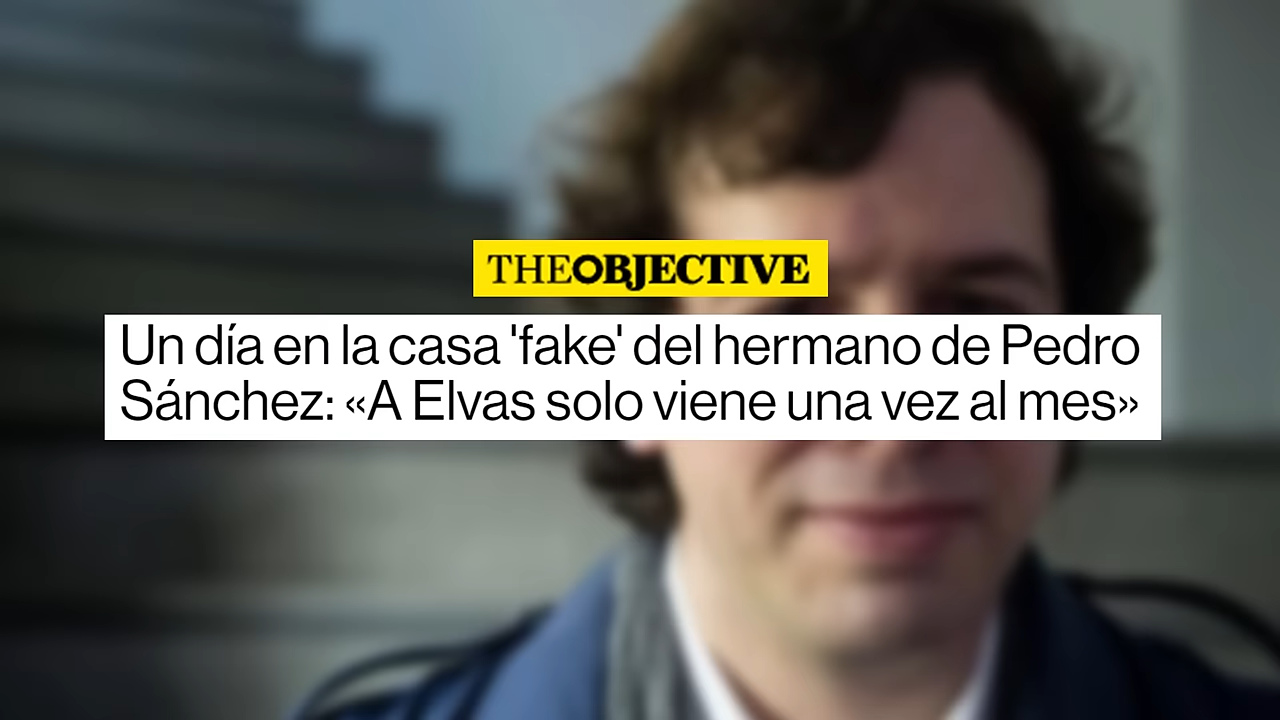 THEOBJECTIVE
Un día en la casa 'fake' del hermano de Pedro
Sánchez: «A Elvas solo viene una vez al mes»